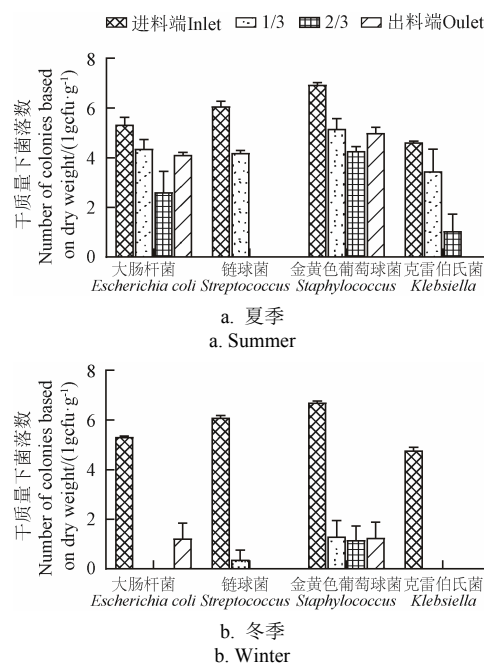 进料端Inlet 1/3 2/3 出料端Oulet
干质量下菌落数
Number of colonies based
on dry weight/(1gcfu·g⁻¹)
8
6
4
2
0
大肠杆菌 链球菌 金黄色葡萄球菌 克雷伯氏菌
Escherichia coli Streptococcus Staphylococcus Klebsiella
a. 夏季
a. Summer
干质量下菌落数
Number of colonies based
on dry weight/(1gcfu·g⁻¹)
8
6
4
2
0
大肠杆菌 链球菌 金黄色葡萄球菌 克雷伯氏菌
Escherichia coli Streptococcus Staphylococcus Klebsiella
b. 冬季
b. Winter